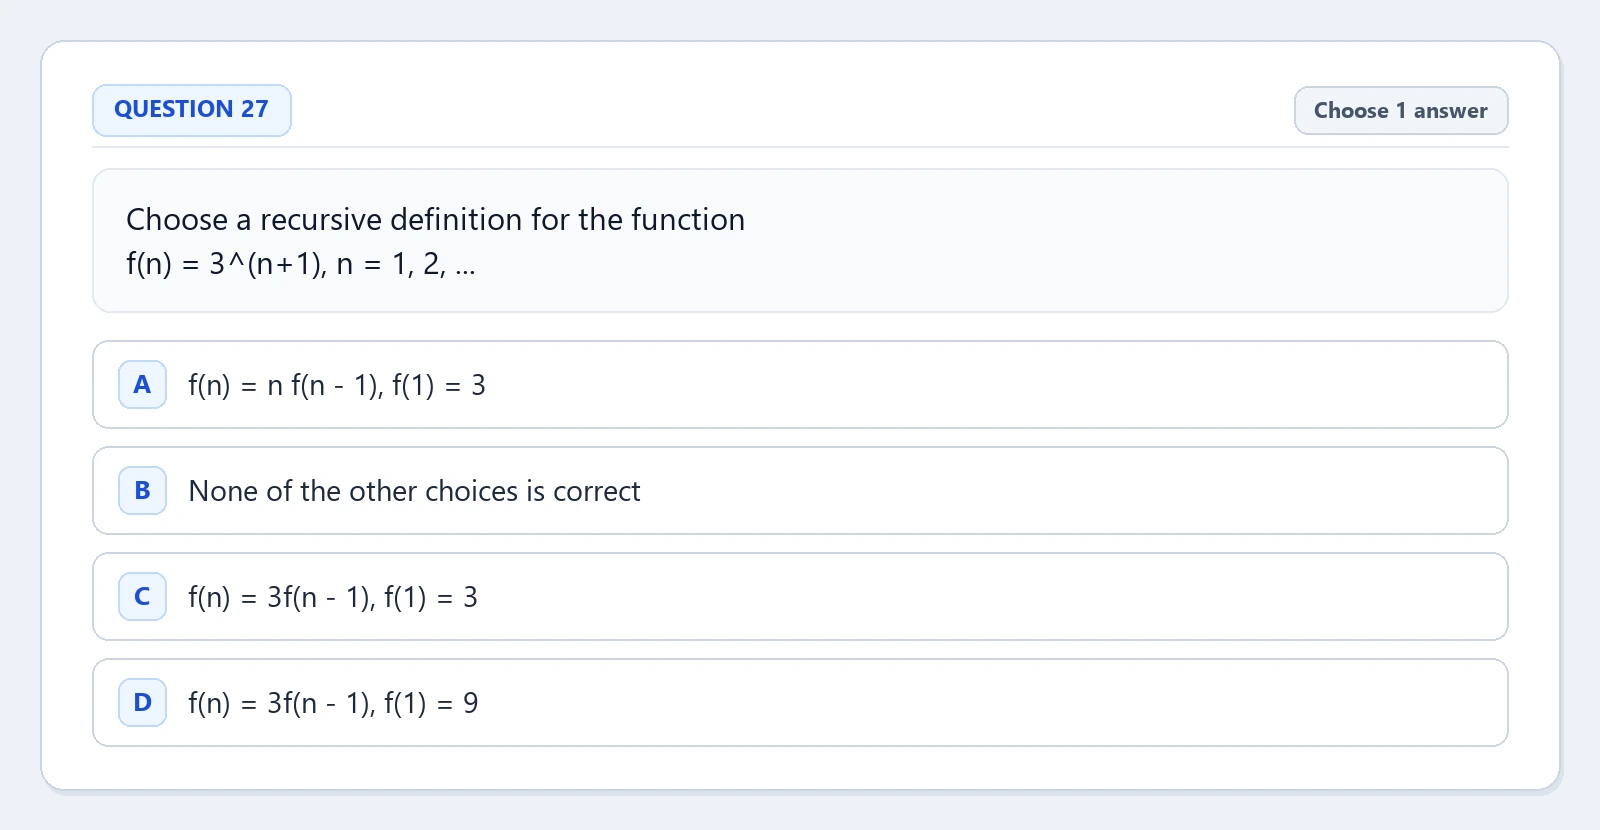 QUESTION 27
Choose 1 answer
Choose a recursive definition for the function
f(n) = 3^(n+1), n = 1, 2, ...
A f(n) = n f(n - 1), f(1) = 3
B None of the other choices is correct
C f(n) = 3f(n - 1), f(1) = 3
D f(n) = 3f(n - 1), f(1) = 9